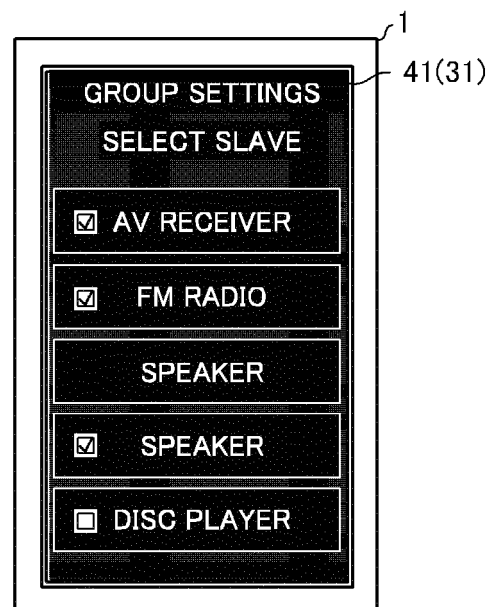 1
41(31)
GROUP SETTINGS
SELECT SLAVE
AV RECEIVER
FM RADIO
SPEAKER
SPEAKER
DISC PLAYER